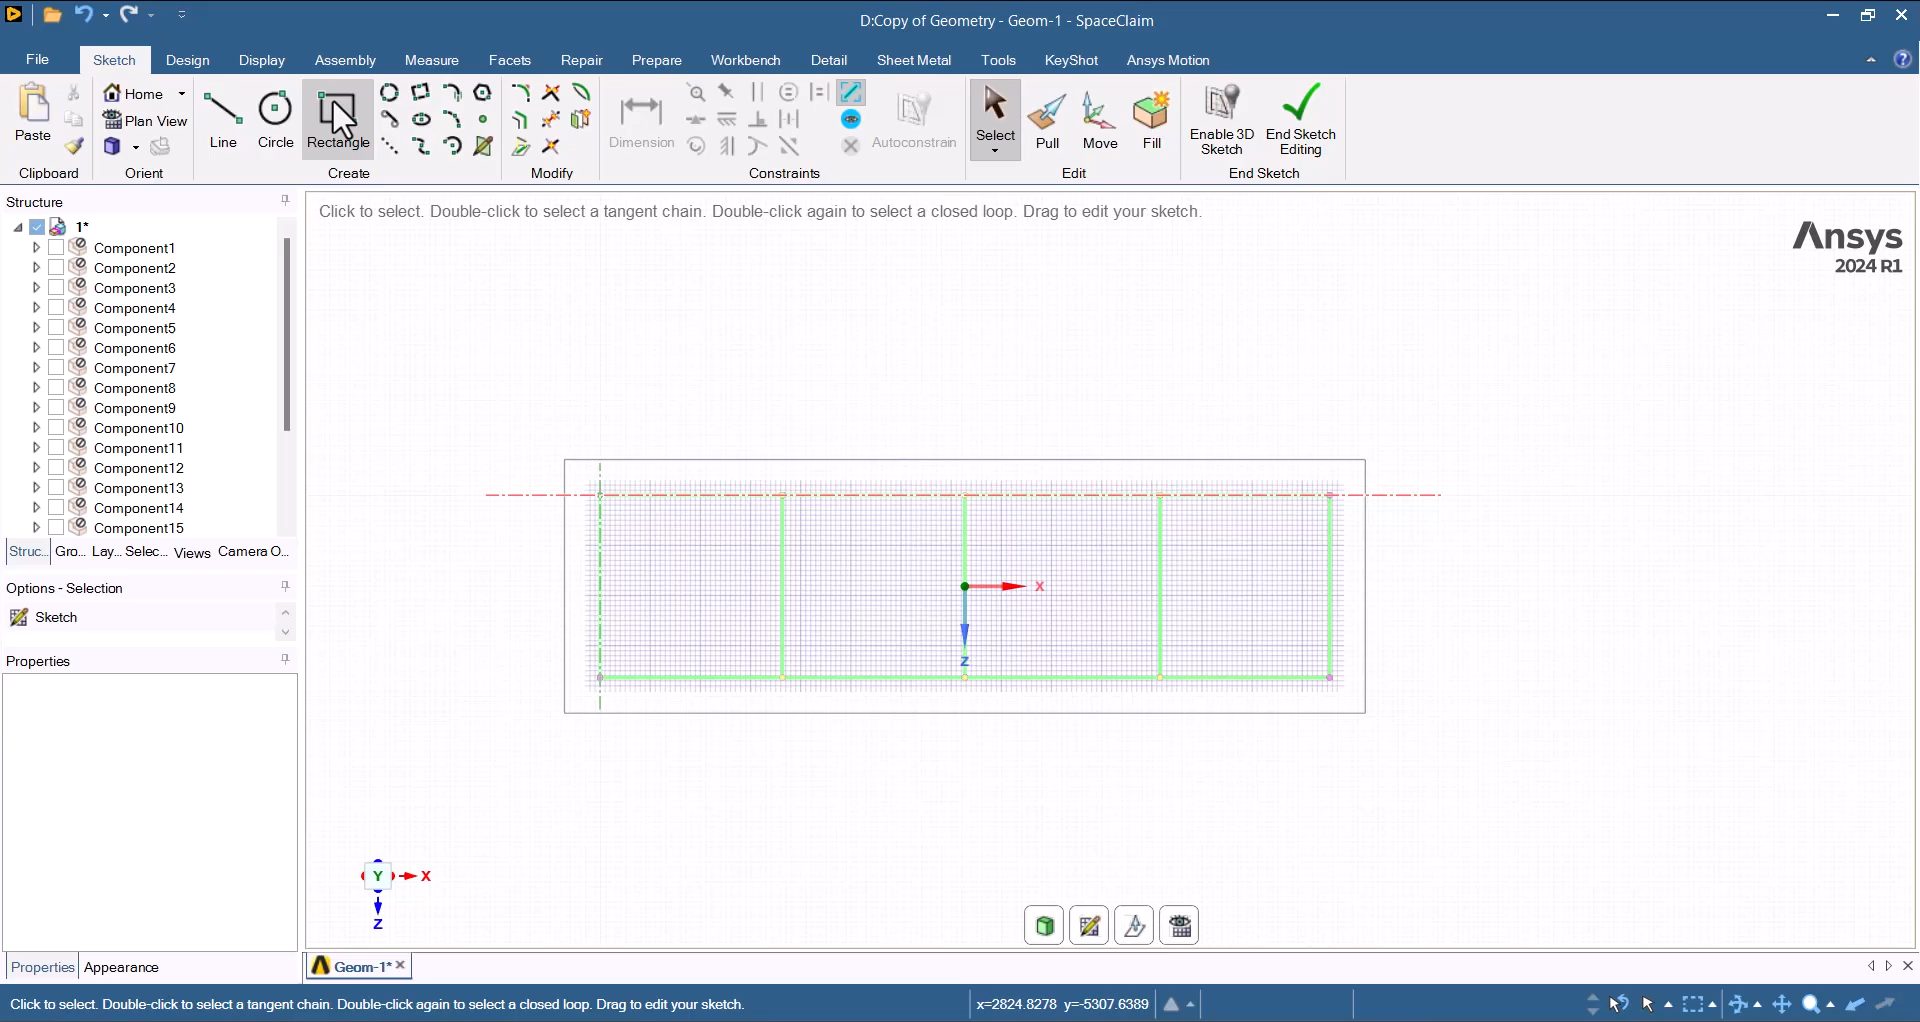 D:Copy of Geometry - Geom-1 - SpaceClaim
File Sketch Design Display Assembly Measure Facets Repair Prepare Workbench Detail Sheet Metal Tools KeyShot Ansys Motion
Paste
Clipboard
Home
Plan View
Orient
Line Circle Rectangle
Create
Modify
Dimension Autoconstrain
Constraints
Select Pull Move Fill
Edit
Enable 3D Sketch
End Sketch Editing
End Sketch
Structure
1*
Component1
Component2
Component3
Component4
Component5
Component6
Component7
Component8
Component9
Component10
Component11
Component12
Component13
Component14
Component15
Struc... Gro... Lay... Selec... Views Camera O...
Options - Selection
Sketch
Properties
Properties Appearance
Click to select. Double-click to select a tangent chain. Double-click again to select a closed loop. Drag to edit your sketch.
Ansys
2024 R1
X
Z
Y X
Z
Geom-1*
Click to select. Double-click to select a tangent chain. Double-click again to select a closed loop. Drag to edit your sketch.
x=2824.8278 y=-5307.6389